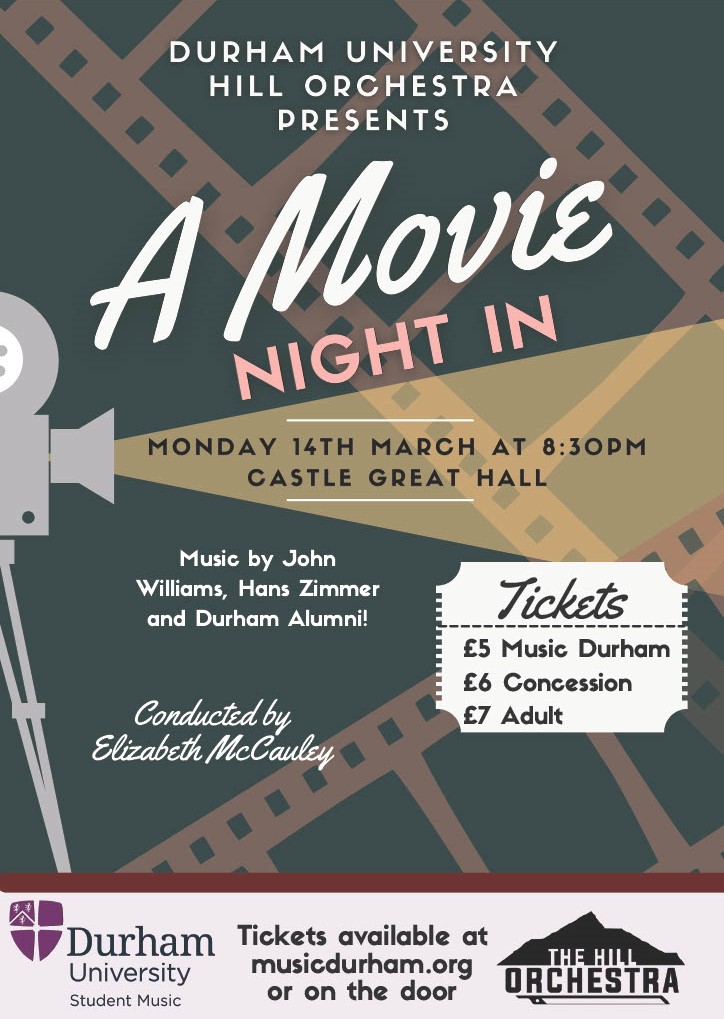 DURHAM UNIVERSITY
HILL ORCHESTRA
PRESENTS
A Movie
NIGHT IN
MONDAY 14TH MARCH AT 8:30PM
CASTLE GREAT HALL
Music by John
Williams, Hans Zimmer
and Durham Alumni!
Tickets
£5 Music Durham
£6 Concession
£7 Adult
Conducted by
Elizabeth McCauley
Durham
University
Student Music
Tickets available at
musicdurham.org
or on the door
THE HILL
ORCHESTRA